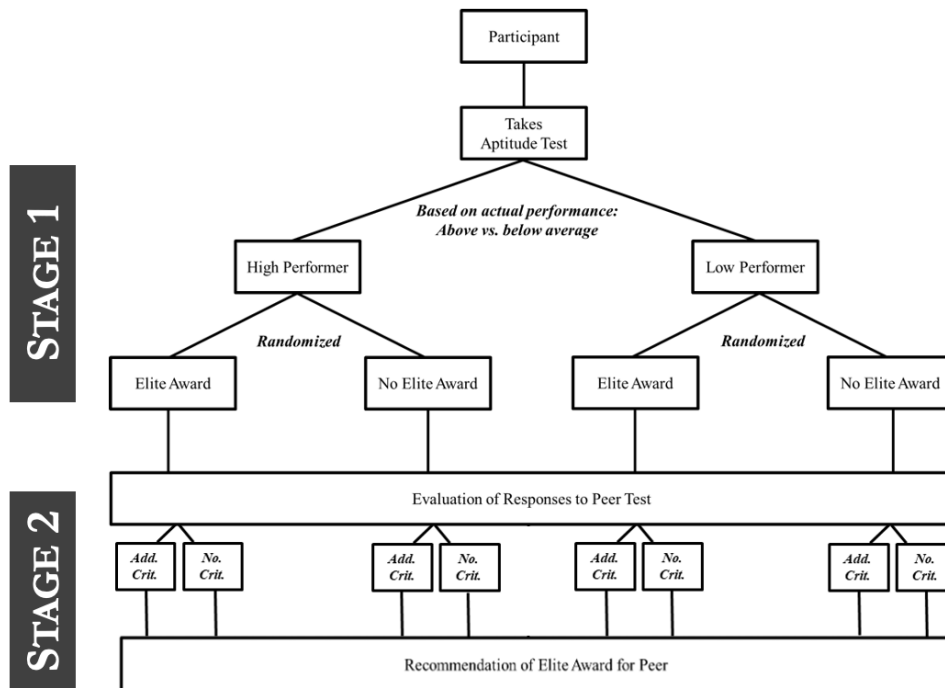 Participant
Takes
Aptitude Test
STAGE 1
Based on actual performance:
Above vs. below average
High Performer
Low Performer
Randomized
Randomized
Elite Award
No Elite Award
Elite Award
No Elite Award
STAGE 2
Evaluation of Responses to Peer Test
Add.
Crit.
No.
Crit.
Add.
Crit.
No.
Crit.
Add.
Crit.
No.
Crit.
Add.
Crit.
No.
Crit.
Recommendation of Elite Award for Peer